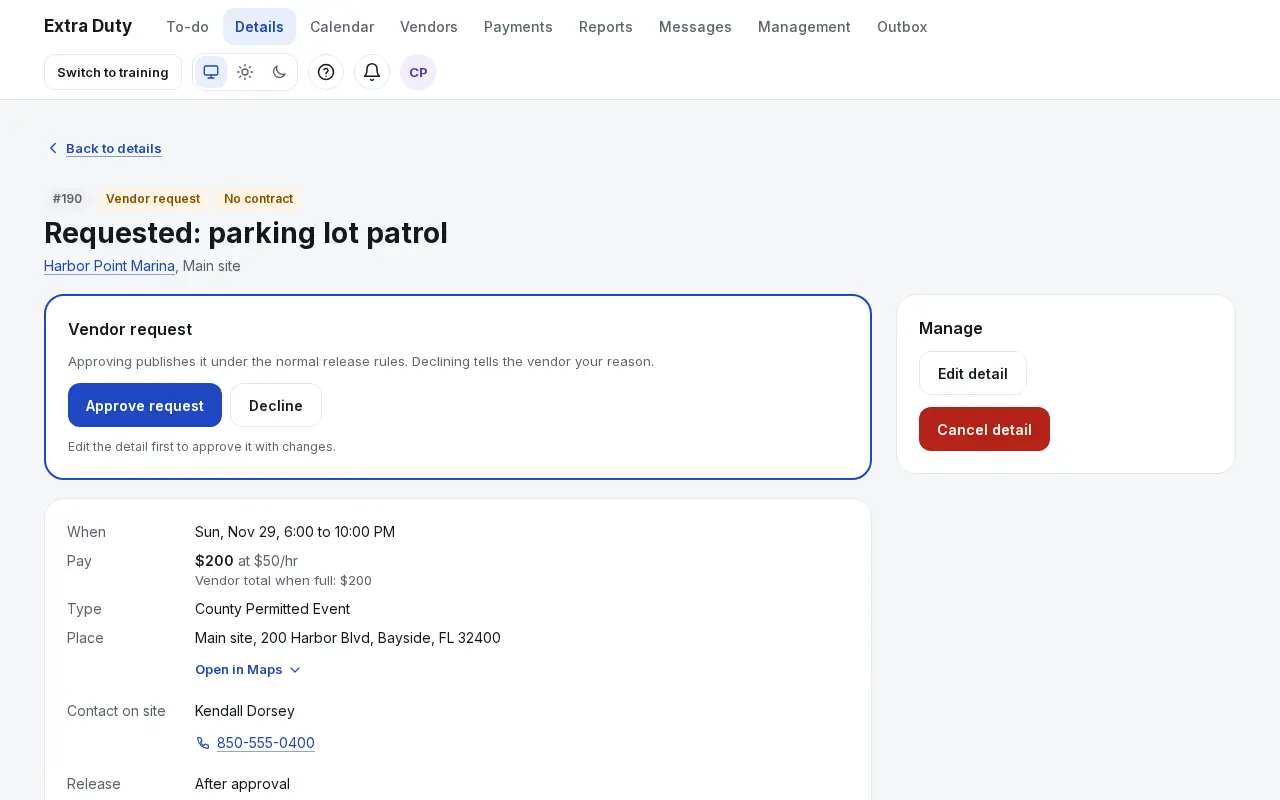 Extra Duty
To-do
Details
Calendar
Vendors
Payments
Reports
Messages
Management
Outbox
Switch to training
CP
Back to details
#190
Vendor request
No contract
Requested: parking lot patrol
Harbor Point Marina, Main site
Vendor request
Approving publishes it under the normal release rules. Declining tells the vendor your reason.
Approve request
Decline
Edit the detail first to approve it with changes.
Manage
Edit detail
Cancel detail
When
Sun, Nov 29, 6:00 to 10:00 PM
Pay
$200 at $50/hr
Vendor total when full: $200
Type
County Permitted Event
Place
Main site, 200 Harbor Blvd, Bayside, FL 32400
Open in Maps
Contact on site
Kendall Dorsey
850-555-0400
Release
After approval